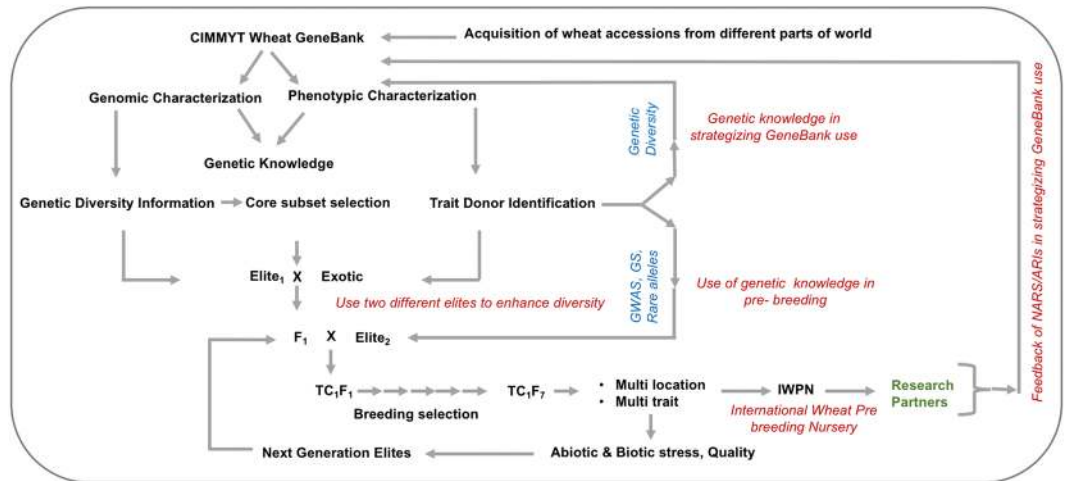 CIMMYT Wheat GeneBank
Acquisition of wheat accessions from different parts of world
Genomic Characterization
Phenotypic Characterization
Genetic
Diversity
Genetic knowledge in
strategizing GeneBank use
Genetic Knowledge
Genetic Diversity Information
Core subset selection
Trait Donor Identification
Elite₁ X Exotic
GWAS, GS,
Rare alleles
Use of genetic knowledge in
pre- breeding
Use two different elites to enhance diversity
F₁ X Elite₂
TC₁F₁
Breeding selection
TC₁F₇
• Multi location
• Multi trait
IWPN
International Wheat Pre
breeding Nursery
Research
Partners
Next Generation Elites
Abiotic & Biotic stress, Quality
Feedback of NARS/ARIs in strategizing GeneBank use